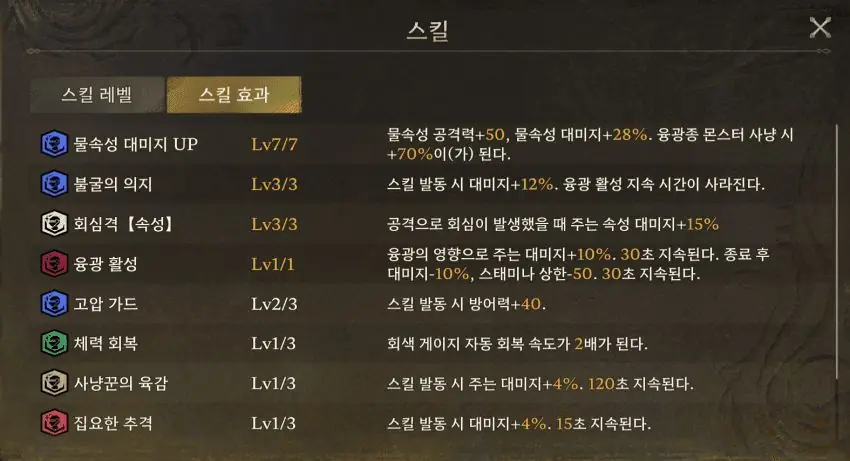 스킬
스킬 레벨
스킬 효과
물속성 대미지 UP Lv7/7 물속성 공격력+50, 물속성 대미지+28%. 융광종 몬스터 사냥 시
+70%이(가) 된다.
불굴의 의지 Lv3/3 스킬 발동 시 대미지+12%. 융광 활성 지속 시간이 사라진다.
회심격【속성】 Lv3/3 공격으로 회심이 발생했을 때 주는 속성 대미지+15%
융광 활성 Lv1/1 융광의 영향으로 주는 대미지+10%. 30초 지속된다. 종료 후
대미지-10%, 스태미나 상한-50. 30초 지속된다.
고압 가드 Lv2/3 스킬 발동 시 방어력+40.
체력 회복 Lv1/3 회색 게이지 자동 회복 속도가 2배가 된다.
사냥꾼의 육감 Lv1/3 스킬 발동 시 주는 대미지+4%. 120초 지속된다.
집요한 추격 Lv1/3 스킬 발동 시 대미지+4%. 15초 지속된다.